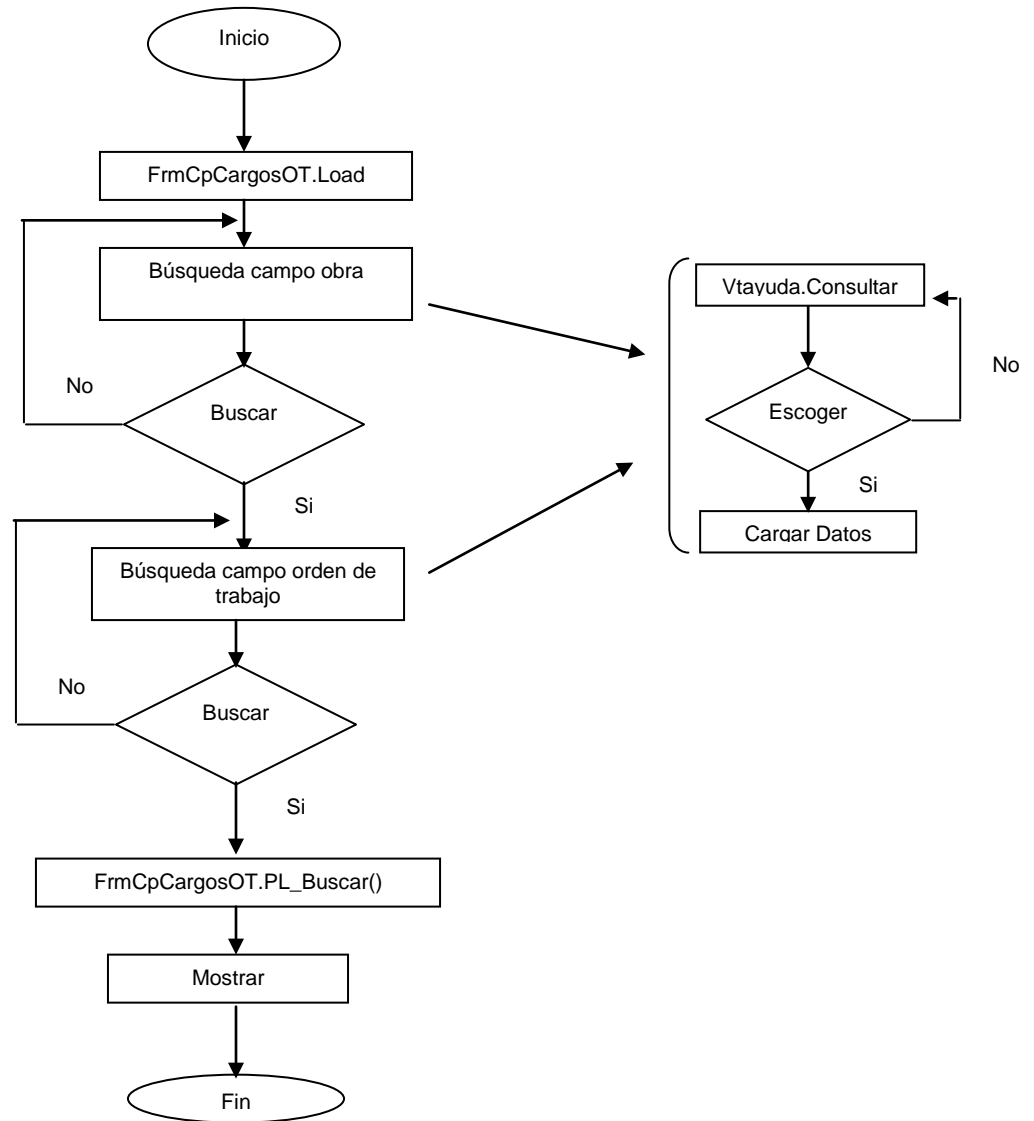 Inicio
FrmCpCargosOT.Load
Búsqueda campo obra
No
Buscar
Si
Búsqueda campo orden de
trabajo
No
Buscar
Si
FrmCpCargosOT.PL_Buscar()
Mostrar
Fin
Vtayuda.Consultar
No
Escoger
Si
Cargar Datos